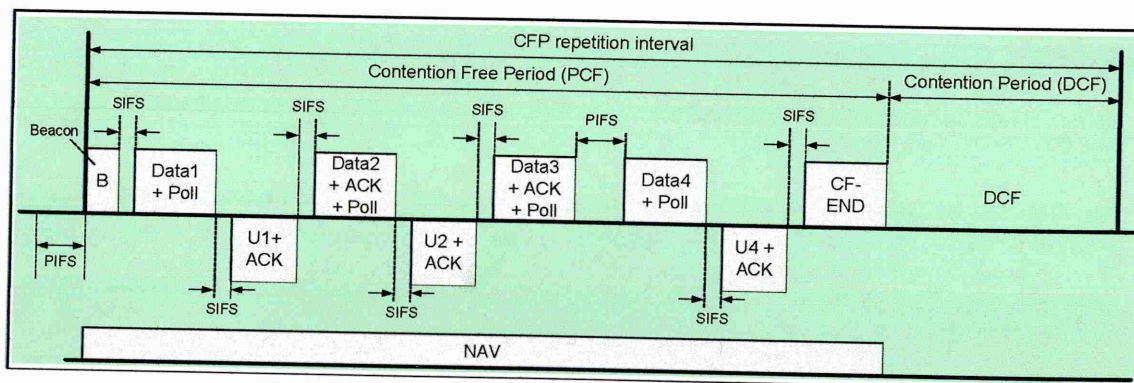 CFP repetition interval
Contention Free Period (PCF)
Contention Period (DCF)
SIFS
SIFS
SIFS
PIFS
SIFS
Beacon
B
Data1
+ Poll
Data2
+ ACK
+ Poll
Data3
+ ACK
+ Poll
Data4
+ Poll
CF-
END
DCF
PIFS
U1+
ACK
U2 +
ACK
U4 +
ACK
SIFS
SIFS
SIFS
NAV